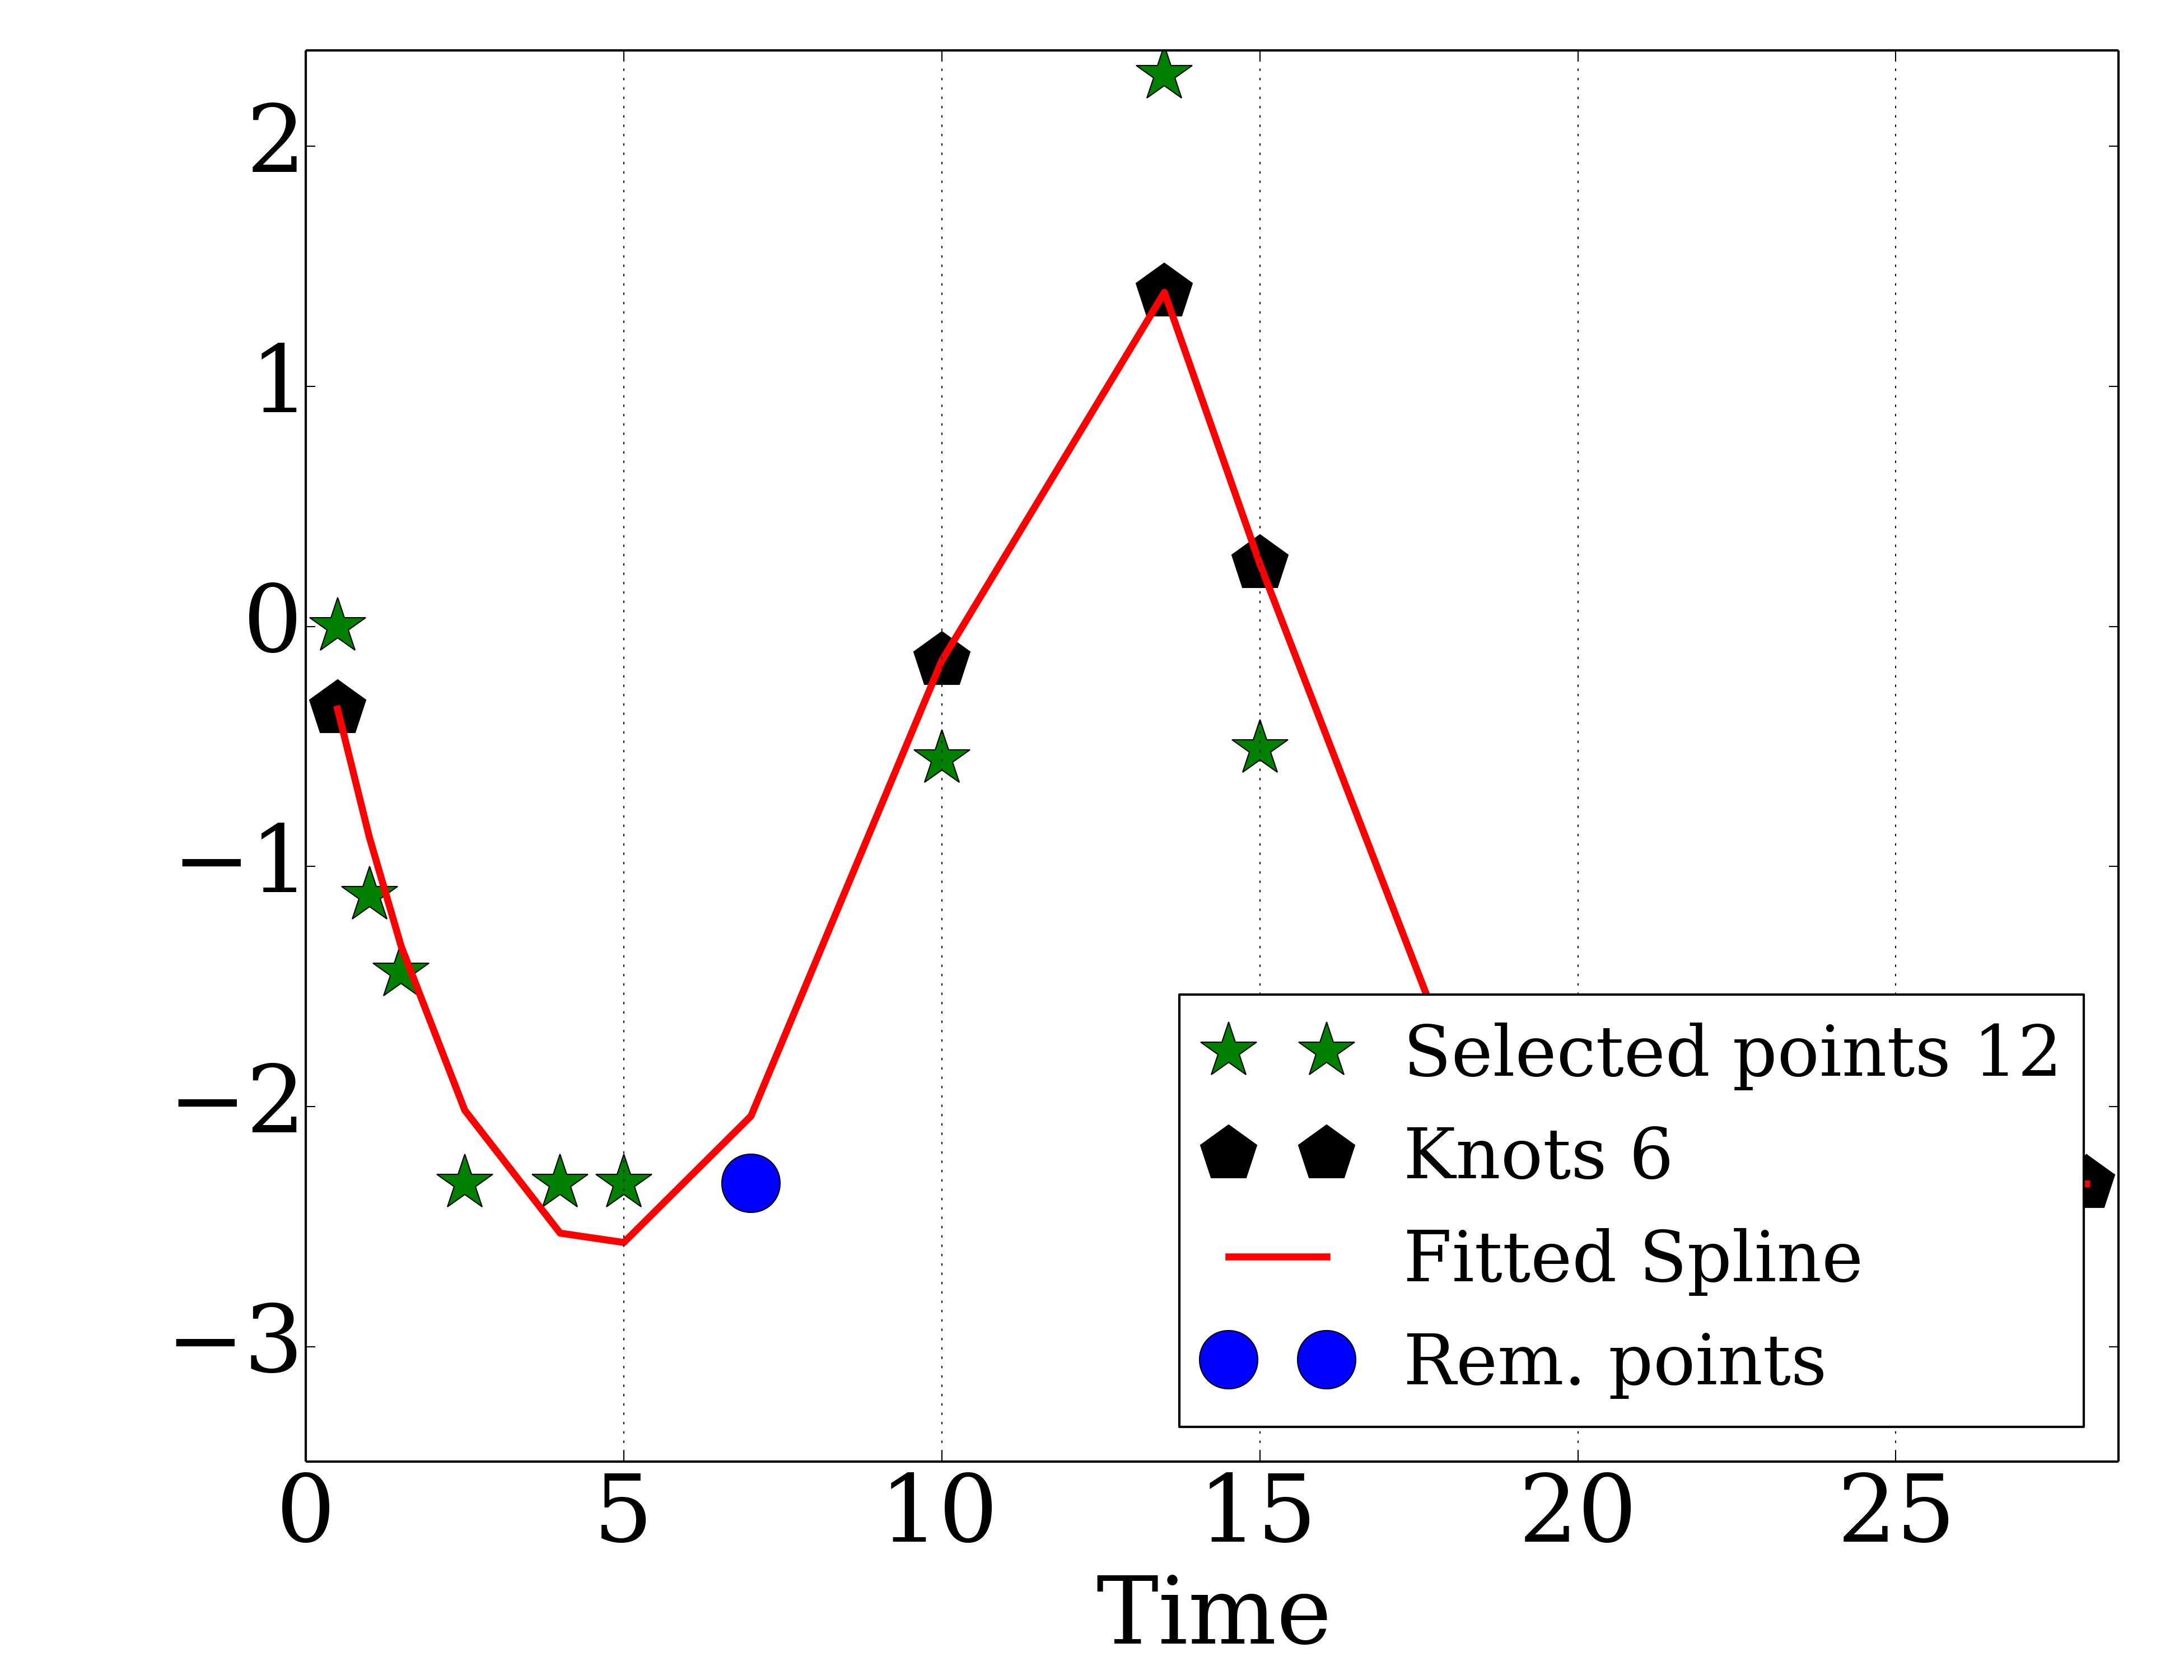 2
1
0
−1
−2
−3
Selected points 12
Knots 6
Fitted Spline
Rem. points
0 5 10 15 20 25
Time